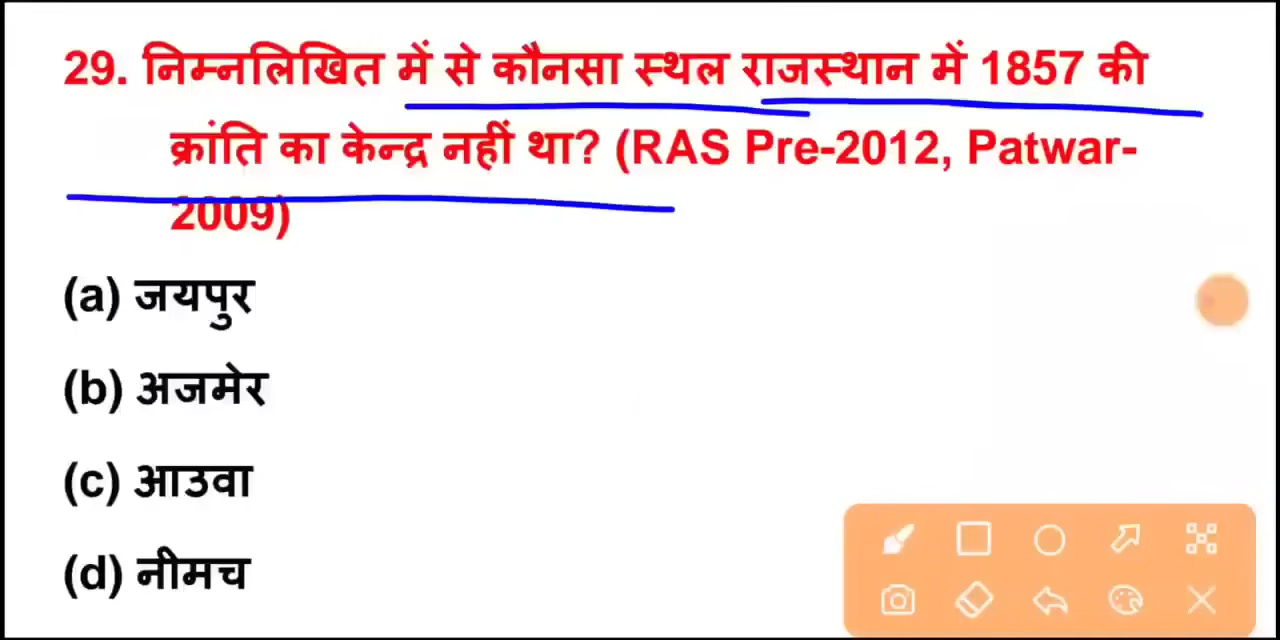 29. निम्नलिखित में से कौनसा स्थल राजस्थान में 1857 की
क्रांति का केन्द्र नहीं था? (RAS Pre-2012, Patwar-
2009)
(a) जयपुर
(b) अजमेर
(c) आउवा
(d) नीमच